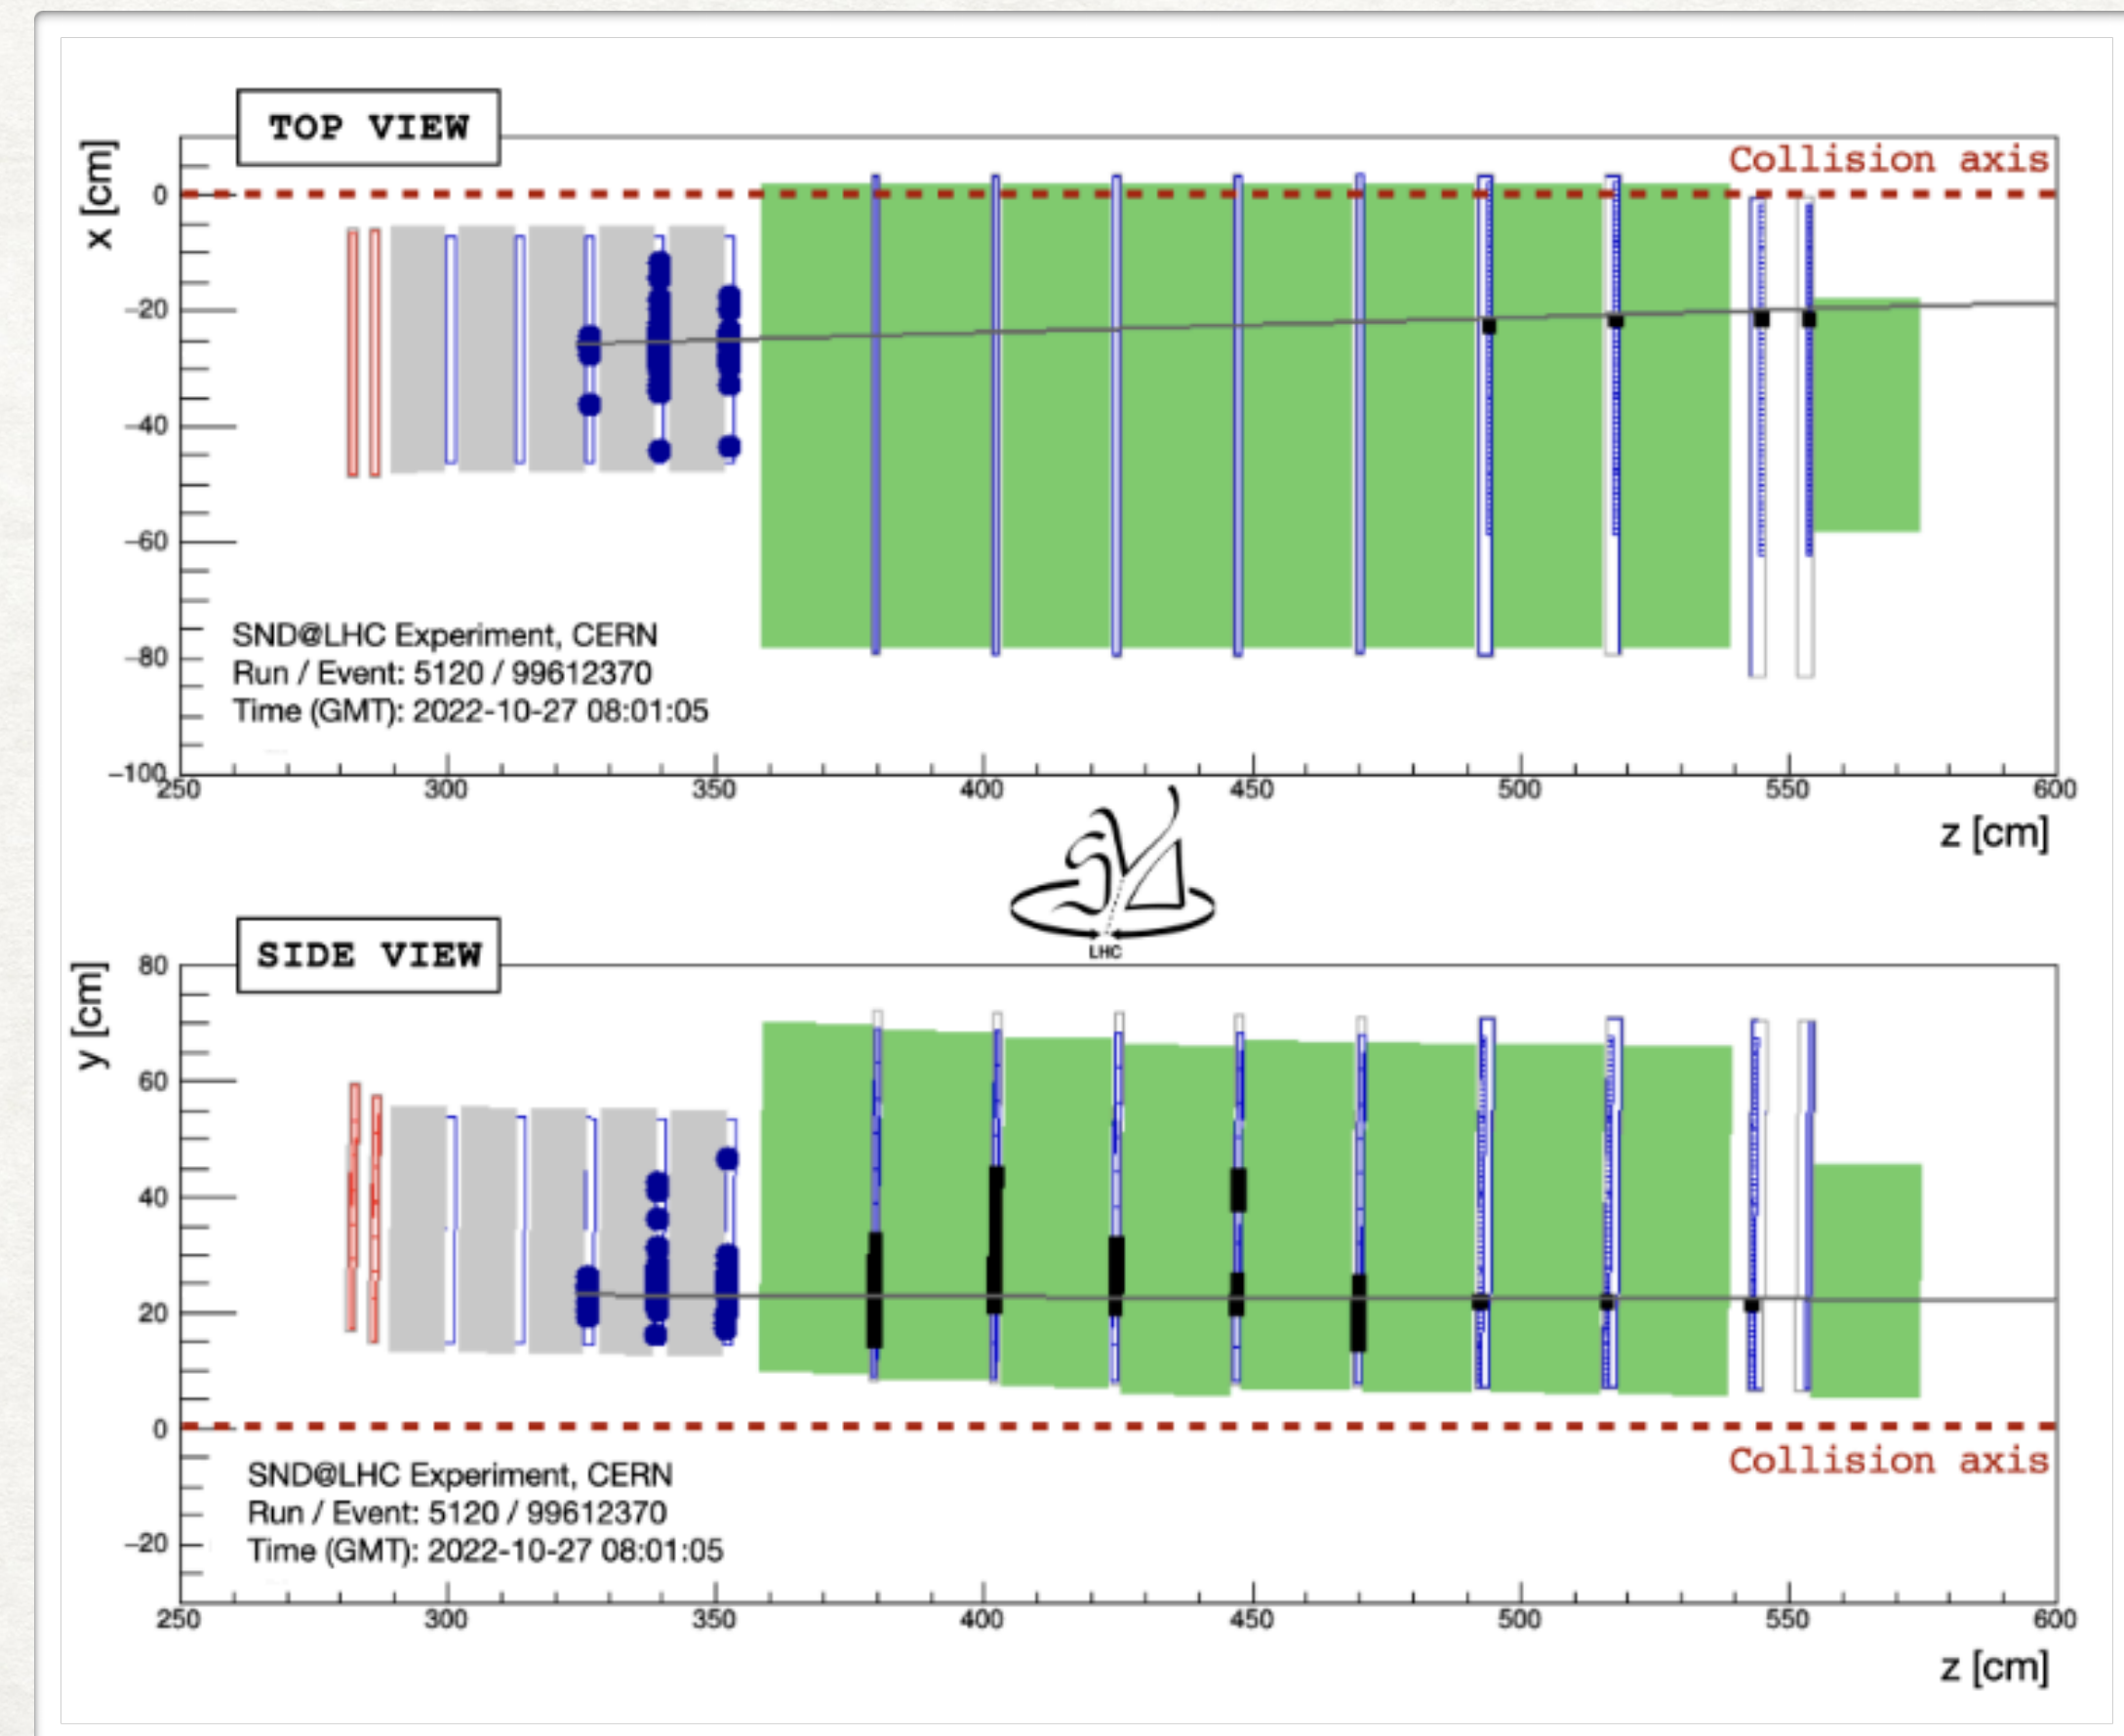 TOP VIEW
Collision axis
x [cm]
0
−20
−40
−60
−80
−100
SND@LHC Experiment, CERN
Run / Event: 5120 / 99612370
Time (GMT): 2022-10-27 08:01:05
250 300 350 400 450 500 550 600
z [cm]
LHC
SIDE VIEW
y [cm]
80
60
40
20
0
−20
Collision axis
SND@LHC Experiment, CERN
Run / Event: 5120 / 99612370
Time (GMT): 2022-10-27 08:01:05
250 300 350 400 450 500 550 600
z [cm]